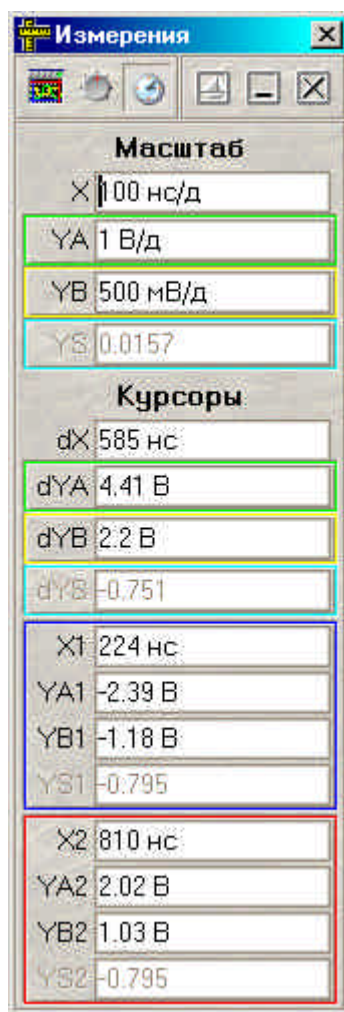 Измерения
Масштаб
X 100 нс/д
YA 1 В/д
YB 500 мВ/д
YS 0.0157
Курсоры
dX 585 нс
dYA 4.41 В
dYB 2.2 В
dYS -0.751
X1 224 нс
YA1 -2.39 В
YB1 -1.18 В
YS1 -0.795
X2 810 нс
YA2 2.02 В
YB2 1.03 В
YS2 -0.795